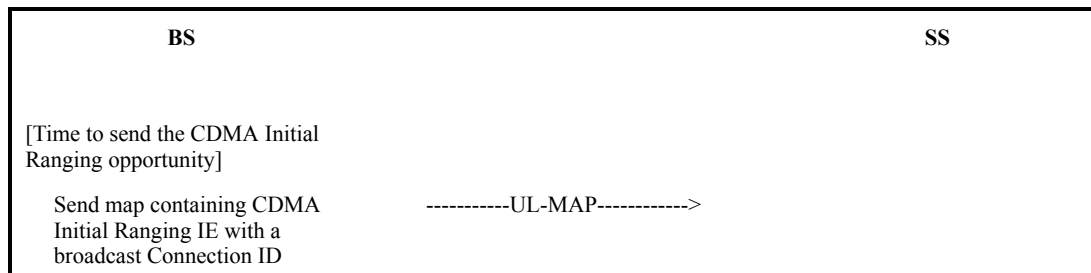 BS SS
[Time to send the CDMA Initial
Ranging opportunity]
Send map containing CDMA -----------UL-MAP------------>
Initial Ranging IE with a
broadcast Connection ID